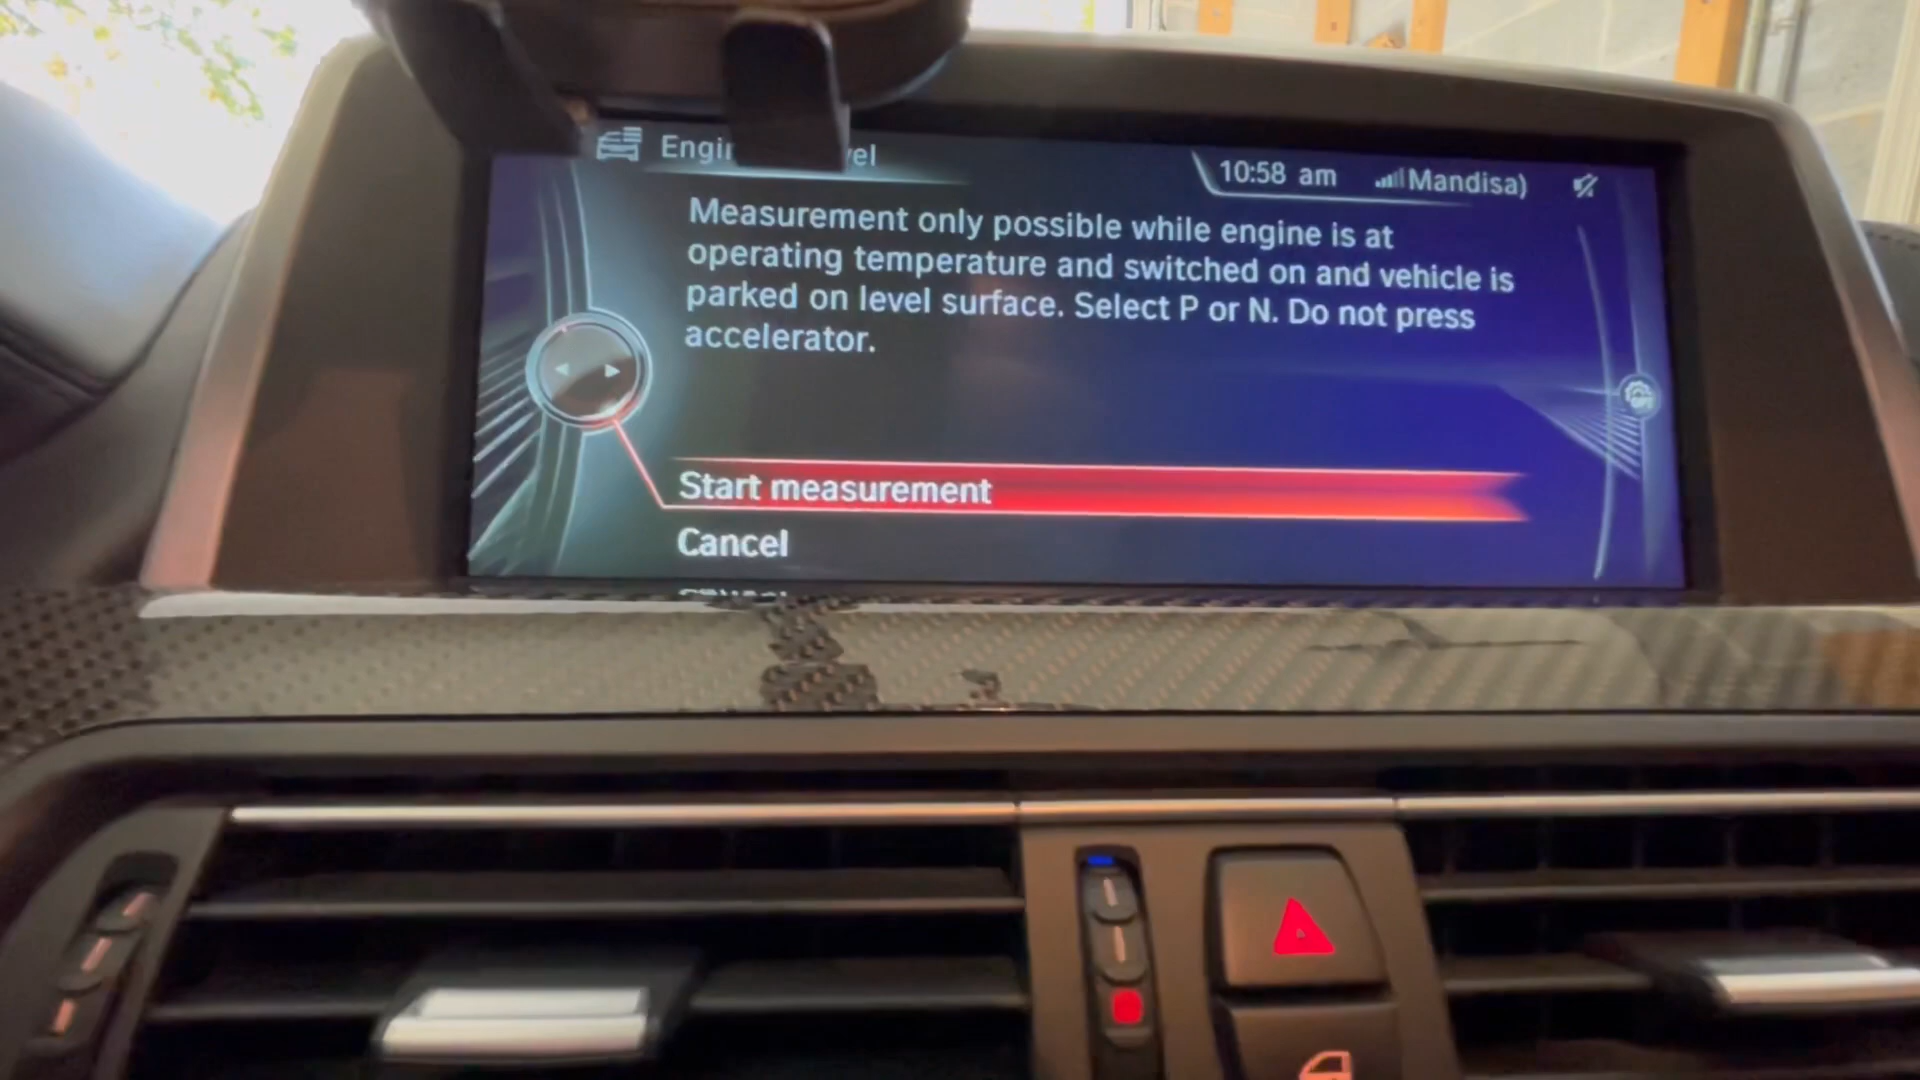 Engi vel
10:58 am Mandisa)
Measurement only possible while engine is at
operating temperature and switched on and vehicle is
parked on level surface. Select P or N. Do not press
accelerator.
Start measurement
Cancel